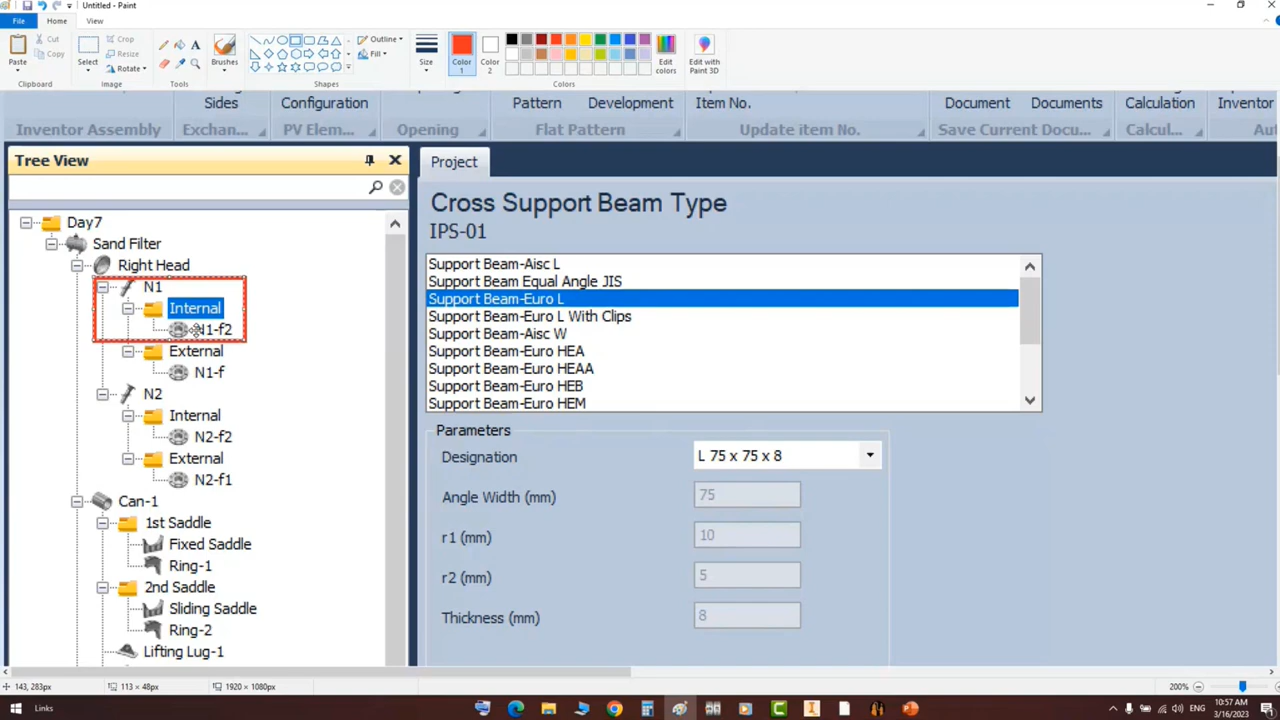 Untitled - Paint
File Home View
Cut
Copy
Paste
Clipboard
Crop
Resize
Rotate
Select
Image
A
Tools
Brushes
Outline
Fill
Shapes
Size
Color 1
Color 2
Edit colors
Colors
Edit with Paint 3D
Sides Configuration Pattern Development Item No. Document Documents Calculation Inventor
Inventor Assembly Exchan... PV Elem... Opening Flat Pattern Update item No. Save Current Docu... Calcul...
Tree View
Day7
Sand Filter
Right Head
N1
Internal
N1-f2
External
N1-f
N2
Internal
N2-f2
External
N2-f1
Can-1
1st Saddle
Fixed Saddle
Ring-1
2nd Saddle
Sliding Saddle
Ring-2
Lifting Lug-1
Project
Cross Support Beam Type
IPS-01
Support Beam-Aisc L
Support Beam Equal Angle JIS
Support Beam-Euro L
Support Beam-Euro L With Clips
Support Beam-Aisc W
Support Beam-Euro HEA
Support Beam-Euro HEAA
Support Beam-Euro HEB
Support Beam-Euro HEM
Parameters
Designation L 75 x 75 x 8
Angle Width (mm) 75
r1 (mm) 10
r2 (mm) 5
Thickness (mm) 8
143, 283px 113 × 48px 1920 × 1080px 200%
Links
10:57 AM
3/16/2023